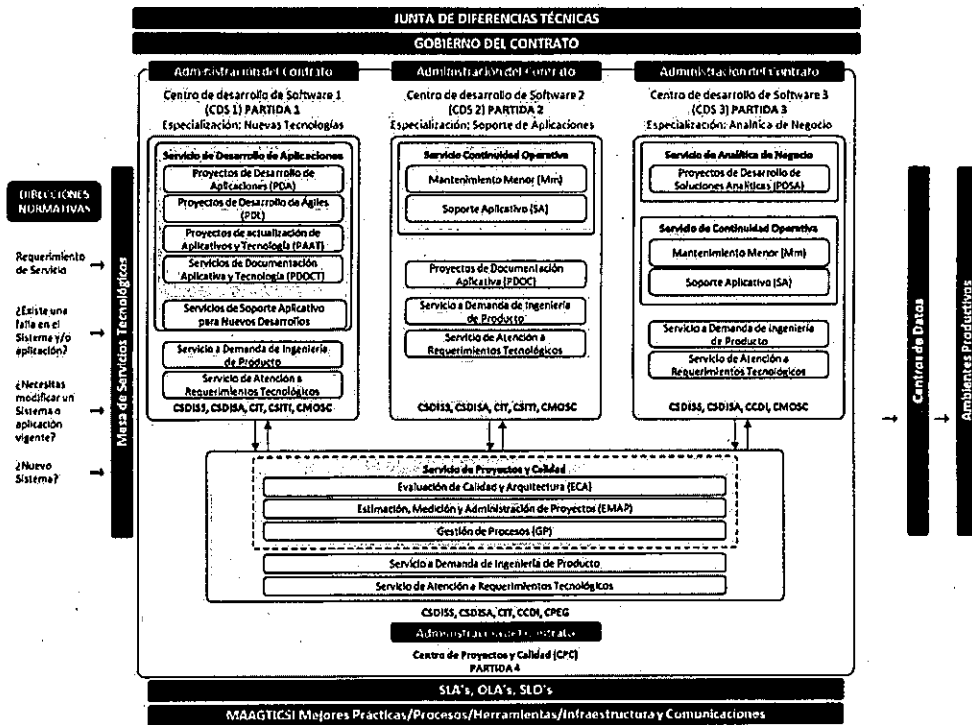 JUNTA DE DIFERENCIAS TÉCNICAS
GOBIERNO DEL CONTRATO
Administración del Contrato
Centro de desarrollo de Software 1
(CDS 1) PARTIDA 1
Especialización: Nuevas Tecnologías
Servicio de Desarrollo de Aplicaciones
Proyectos de Desarrollo de
Aplicaciones (PDA)
Proyectos de Desarrollo de Ágiles
Proyectos de actualización de
Aplicativos y Tecnología (PAAT)
Servicios de Documentación
Aplicativa y Tecnología (PDOCT)
Servicios de Soporte Aplicativo
para Nuevos Desarrollos
Servicio a Demanda de Ingeniería
de Producto
Servicio de Atención a
Requerimientos Tecnológicos
CSDISS, CSDISA, CIT, CSITI, CMOSC
Administración del Contrato
Centro de desarrollo de Software 2
(CDS 2) PARTIDA 2
Especialización: Soporte de Aplicaciones
Servicio Continuidad Operativa
Mantenimiento Menor (Mm)
Soporte Aplicativo (SA)
Proyectos de Documentación
Aplicativa (PDOC)
Servicio a Demanda de Ingeniería
de Producto
Servicio de Atención a
Requerimientos Tecnológicos
CSDISS, CSDISA, CIT, CSITI, CMOSC
Administración del Contrato
Centro de desarrollo de Software 3
(CDS 3) PARTIDA 3
Especialización: Analítica de Negocio
Servicio de Analítica de Negocio
Proyectos de Desarrollo de
Soluciones Analíticas (PDSA)
Servicio de Continuidad Operativa
Mantenimiento Menor (Mm)
Soporte Aplicativo (SA)
Servicio a Demanda de Ingeniería
de Producto
Servicio de Atención a
Requerimientos Tecnológicos
CSDISS, CSDISA, CCDI, CMOSC
DIRECCIONES
NORMATIVAS
Requerimiento
de Servicio
¿Existe una
falla en el
Sistema y/o
aplicación?
¿Necesitas
modificar un
Sistema o
aplicación
vigente?
¿Nuevo
Sistema?
Mesa de Servicios Tecnológicos
Servicio de Proyectos y Calidad
Evaluación de Calidad y Arquitectura (ECA)
Estimación, Medición y Administración de Proyectos (EMAP)
Gestión de Procesos (GP)
Servicio a Demanda de Ingeniería de Producto
Servicio de Atención a Requerimientos Tecnológicos
CSDISS, CSDISA, CIT, CCDI, CPEG
Administración del Contrato
Centro de Proyectos y Calidad (CPC)
PARTIDA 4
Centros de Datos
Ambientes Productivos
SLA's, OLA's, SLO's
MAAGTICSI Mejores Prácticas/Procesos/Herramientas/Infraestructura y Comunicaciones